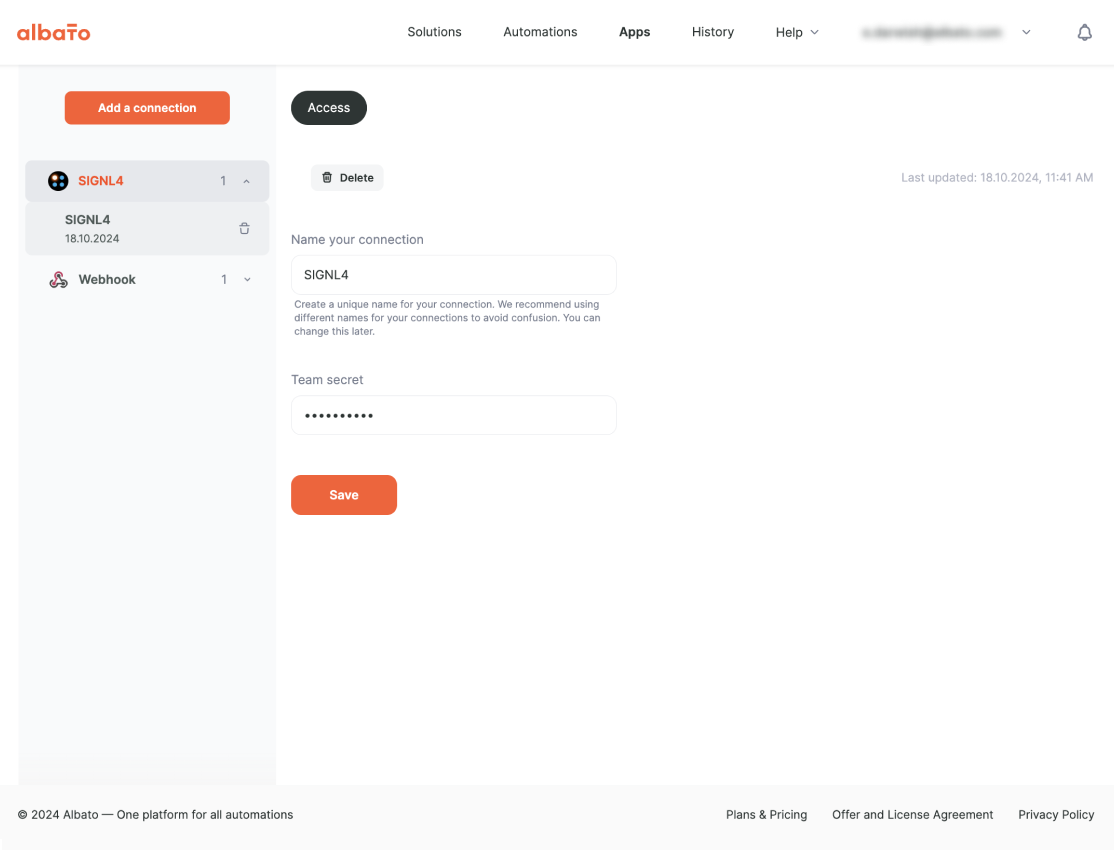 albato
Solutions
Automations
Apps
History
Help
Add a connection
Access
SIGNL4
1
SIGNL4
18.10.2024
Webhook
1
Delete
Last updated: 18.10.2024, 11:41 AM
Name your connection
SIGNL4
Create a unique name for your connection. We recommend using
different names for your connections to avoid confusion. You can
change this later.
Team secret
••••••••••
Save
© 2024 Albato — One platform for all automations
Plans & Pricing
Offer and License Agreement
Privacy Policy